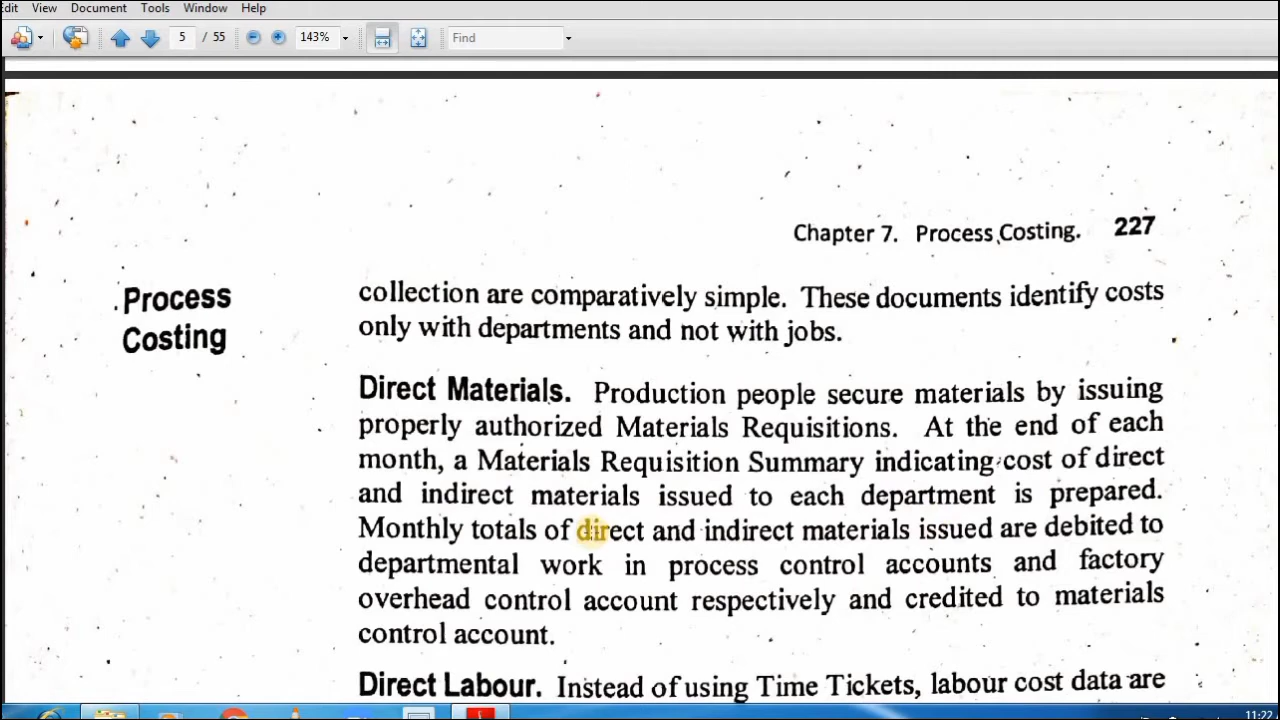 dit View Document Tools Window Help
5 / 55 143% Find
Chapter 7. Process Costing. 227
Process
Costing
collection are comparatively simple. These documents identify costs
only with departments and not with jobs.
Direct Materials. Production people secure materials by issuing
properly authorized Materials Requisitions. At the end of each
month, a Materials Requisition Summary indicating cost of direct
and indirect materials issued to each department is prepared.
Monthly totals of direct and indirect materials issued are debited to
departmental work in process control accounts and factory
overhead control account respectively and credited to materials
control account.
Direct Labour. Instead of using Time Tickets, labour cost data are
11:22